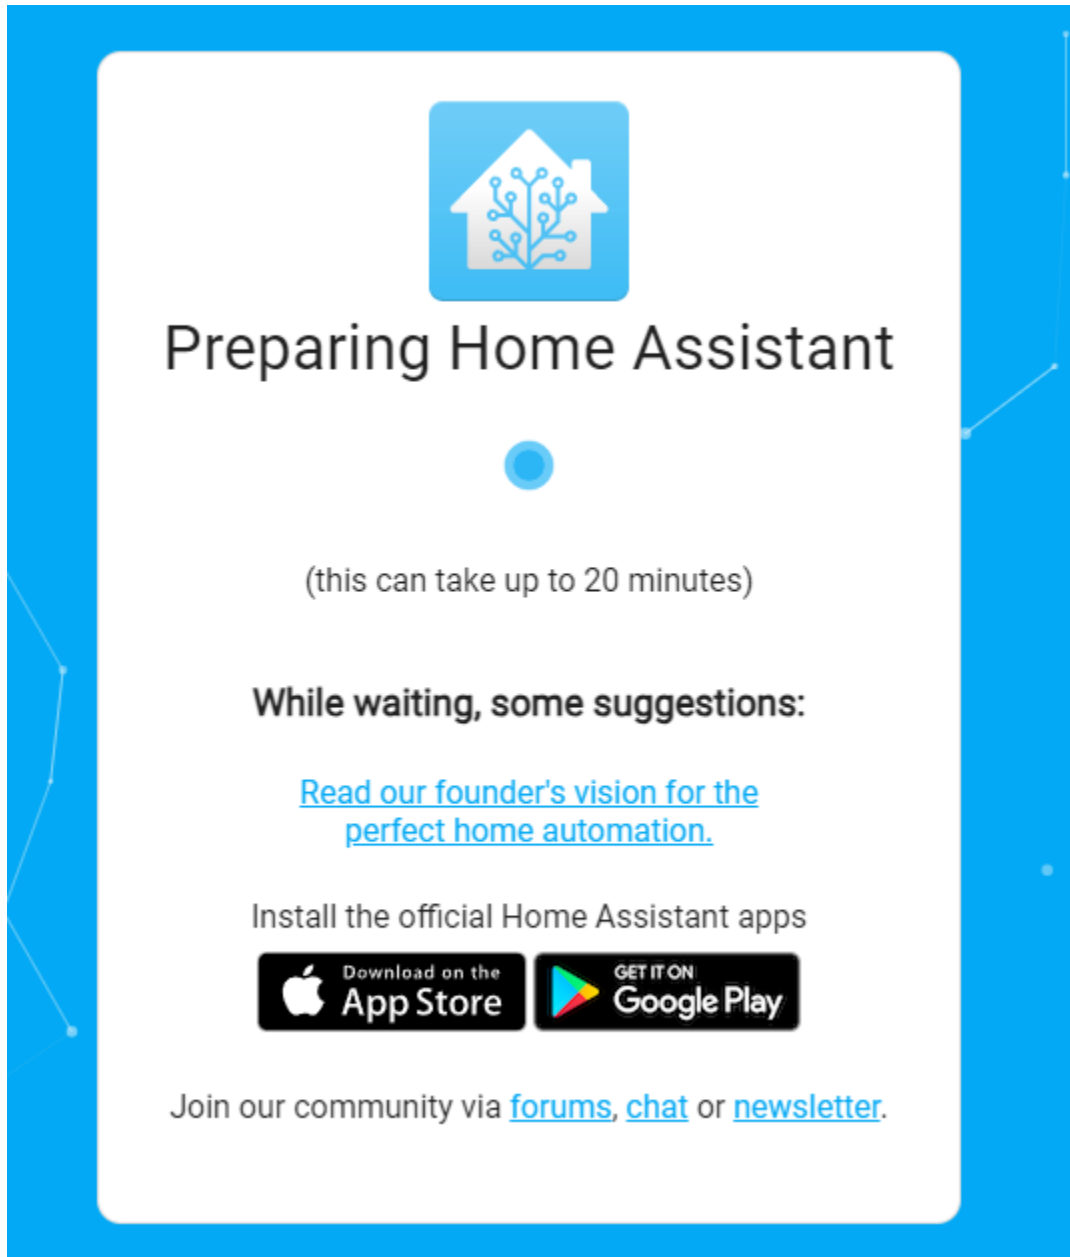 Preparing Home Assistant
(this can take up to 20 minutes)
While waiting, some suggestions:
Read our founder's vision for the
perfect home automation.
Install the official Home Assistant apps
Download on the
App Store
GET IT ON
Google Play
Join our community via forums, chat or newsletter.